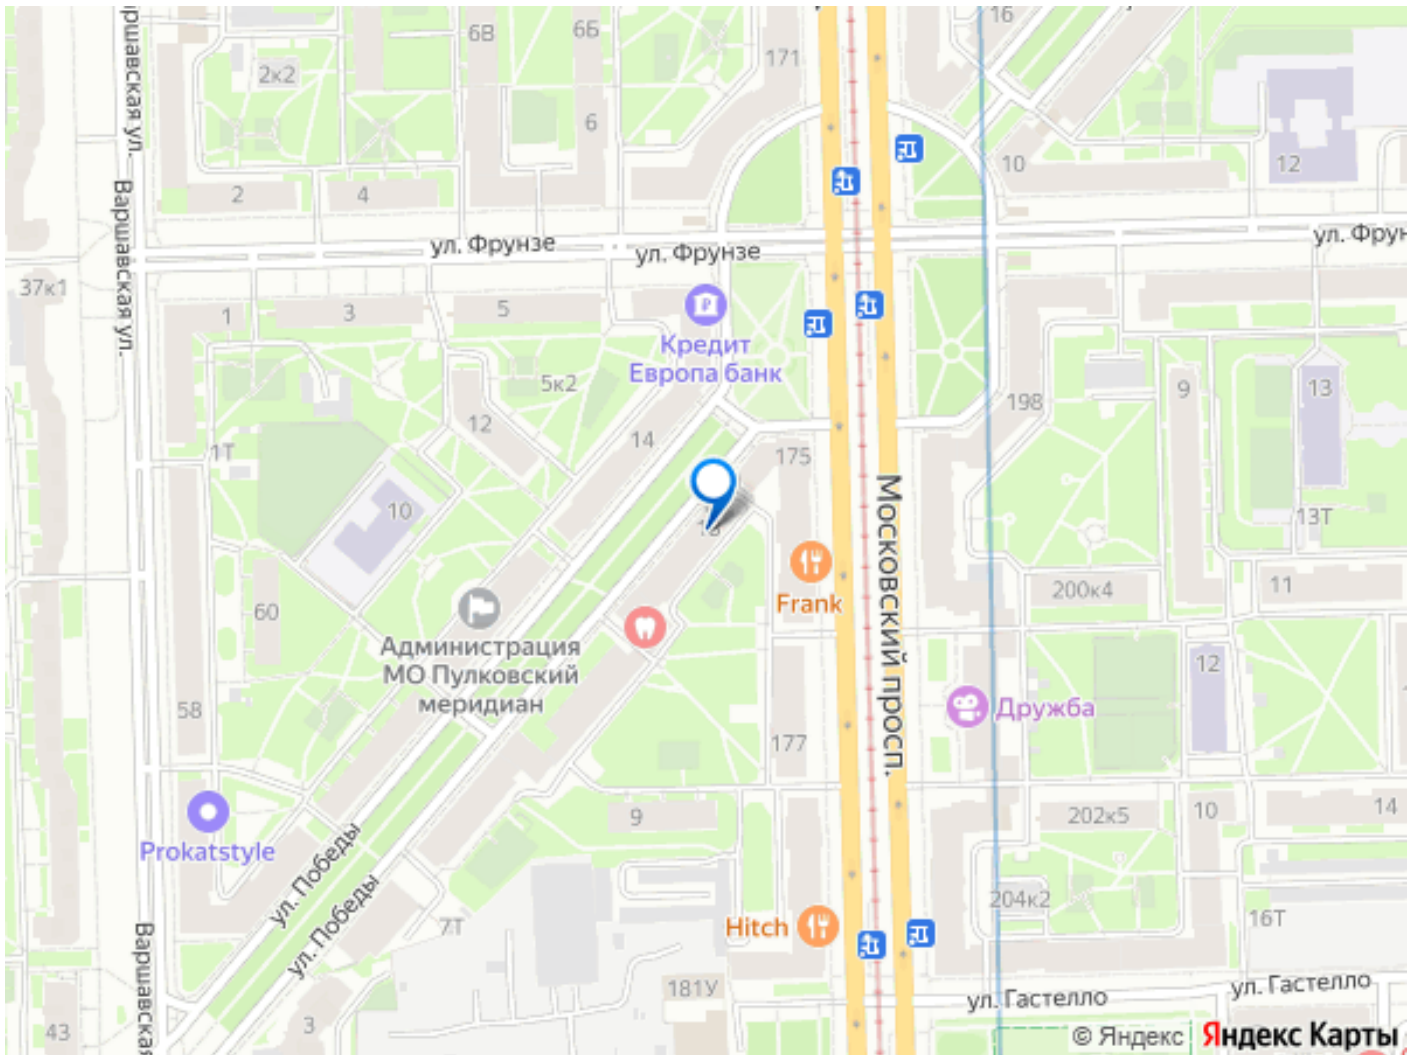 16
6В
6Б
171
2к2
6
Варшавская ул.
10
12
2
4
ул. Фрунзе
ул. Фрунзе
ул. Фрун
37к1
Варшавская ул.
1
3
5
Кредит
Европа банк
5к2
12
14
198
9
13
1Т
175
10
13Т
Московский просп.
Frank
200к4
11
60
Администрация
МО Пулковский
меридиан
12
58
Дружба
177
9
202к5
10
14
Prokatstyle
ул. Победы
ул. Победы
7Т
Hitch
204к2
16Т
Варшавская
181У
ул. Гастелло
ул. Гастелло
43
3
© Яндекс
Яндекс Карты